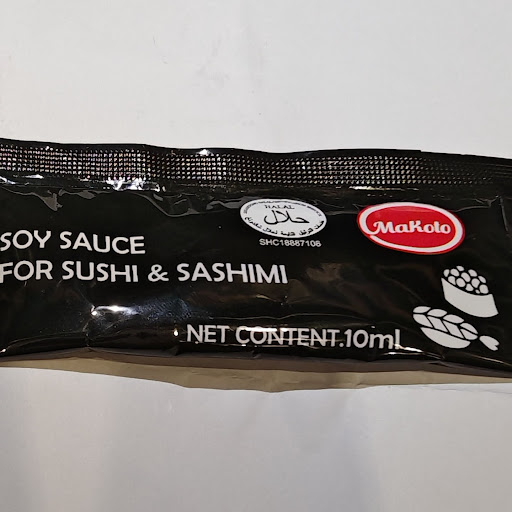 HALAL
حلال
SHC18887106
MaKolo
SOY SAUCE
FOR SUSHI & SASHIMI
NET CONTENT.10ml